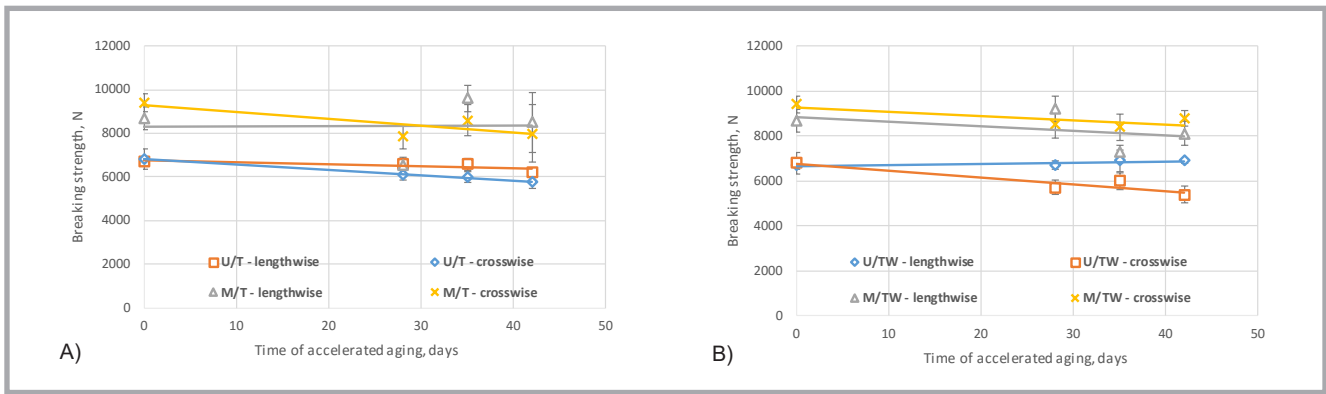 12000
10000
8000
6000
4000
2000
0
0 10 20 30 40 50
Breaking strength, N
Time of accelerated aging, days
U/T - lengthwise U/T - crosswise
M/T - lengthwise M/T - crosswise
A)
12000
10000
8000
6000
4000
2000
0
0 10 20 30 40 50
Breaking strength, N
Time of accelerated aging, days
U/TW - lengthwise U/TW - crosswise
M/TW - lengthwise M/TW - crosswise
B)